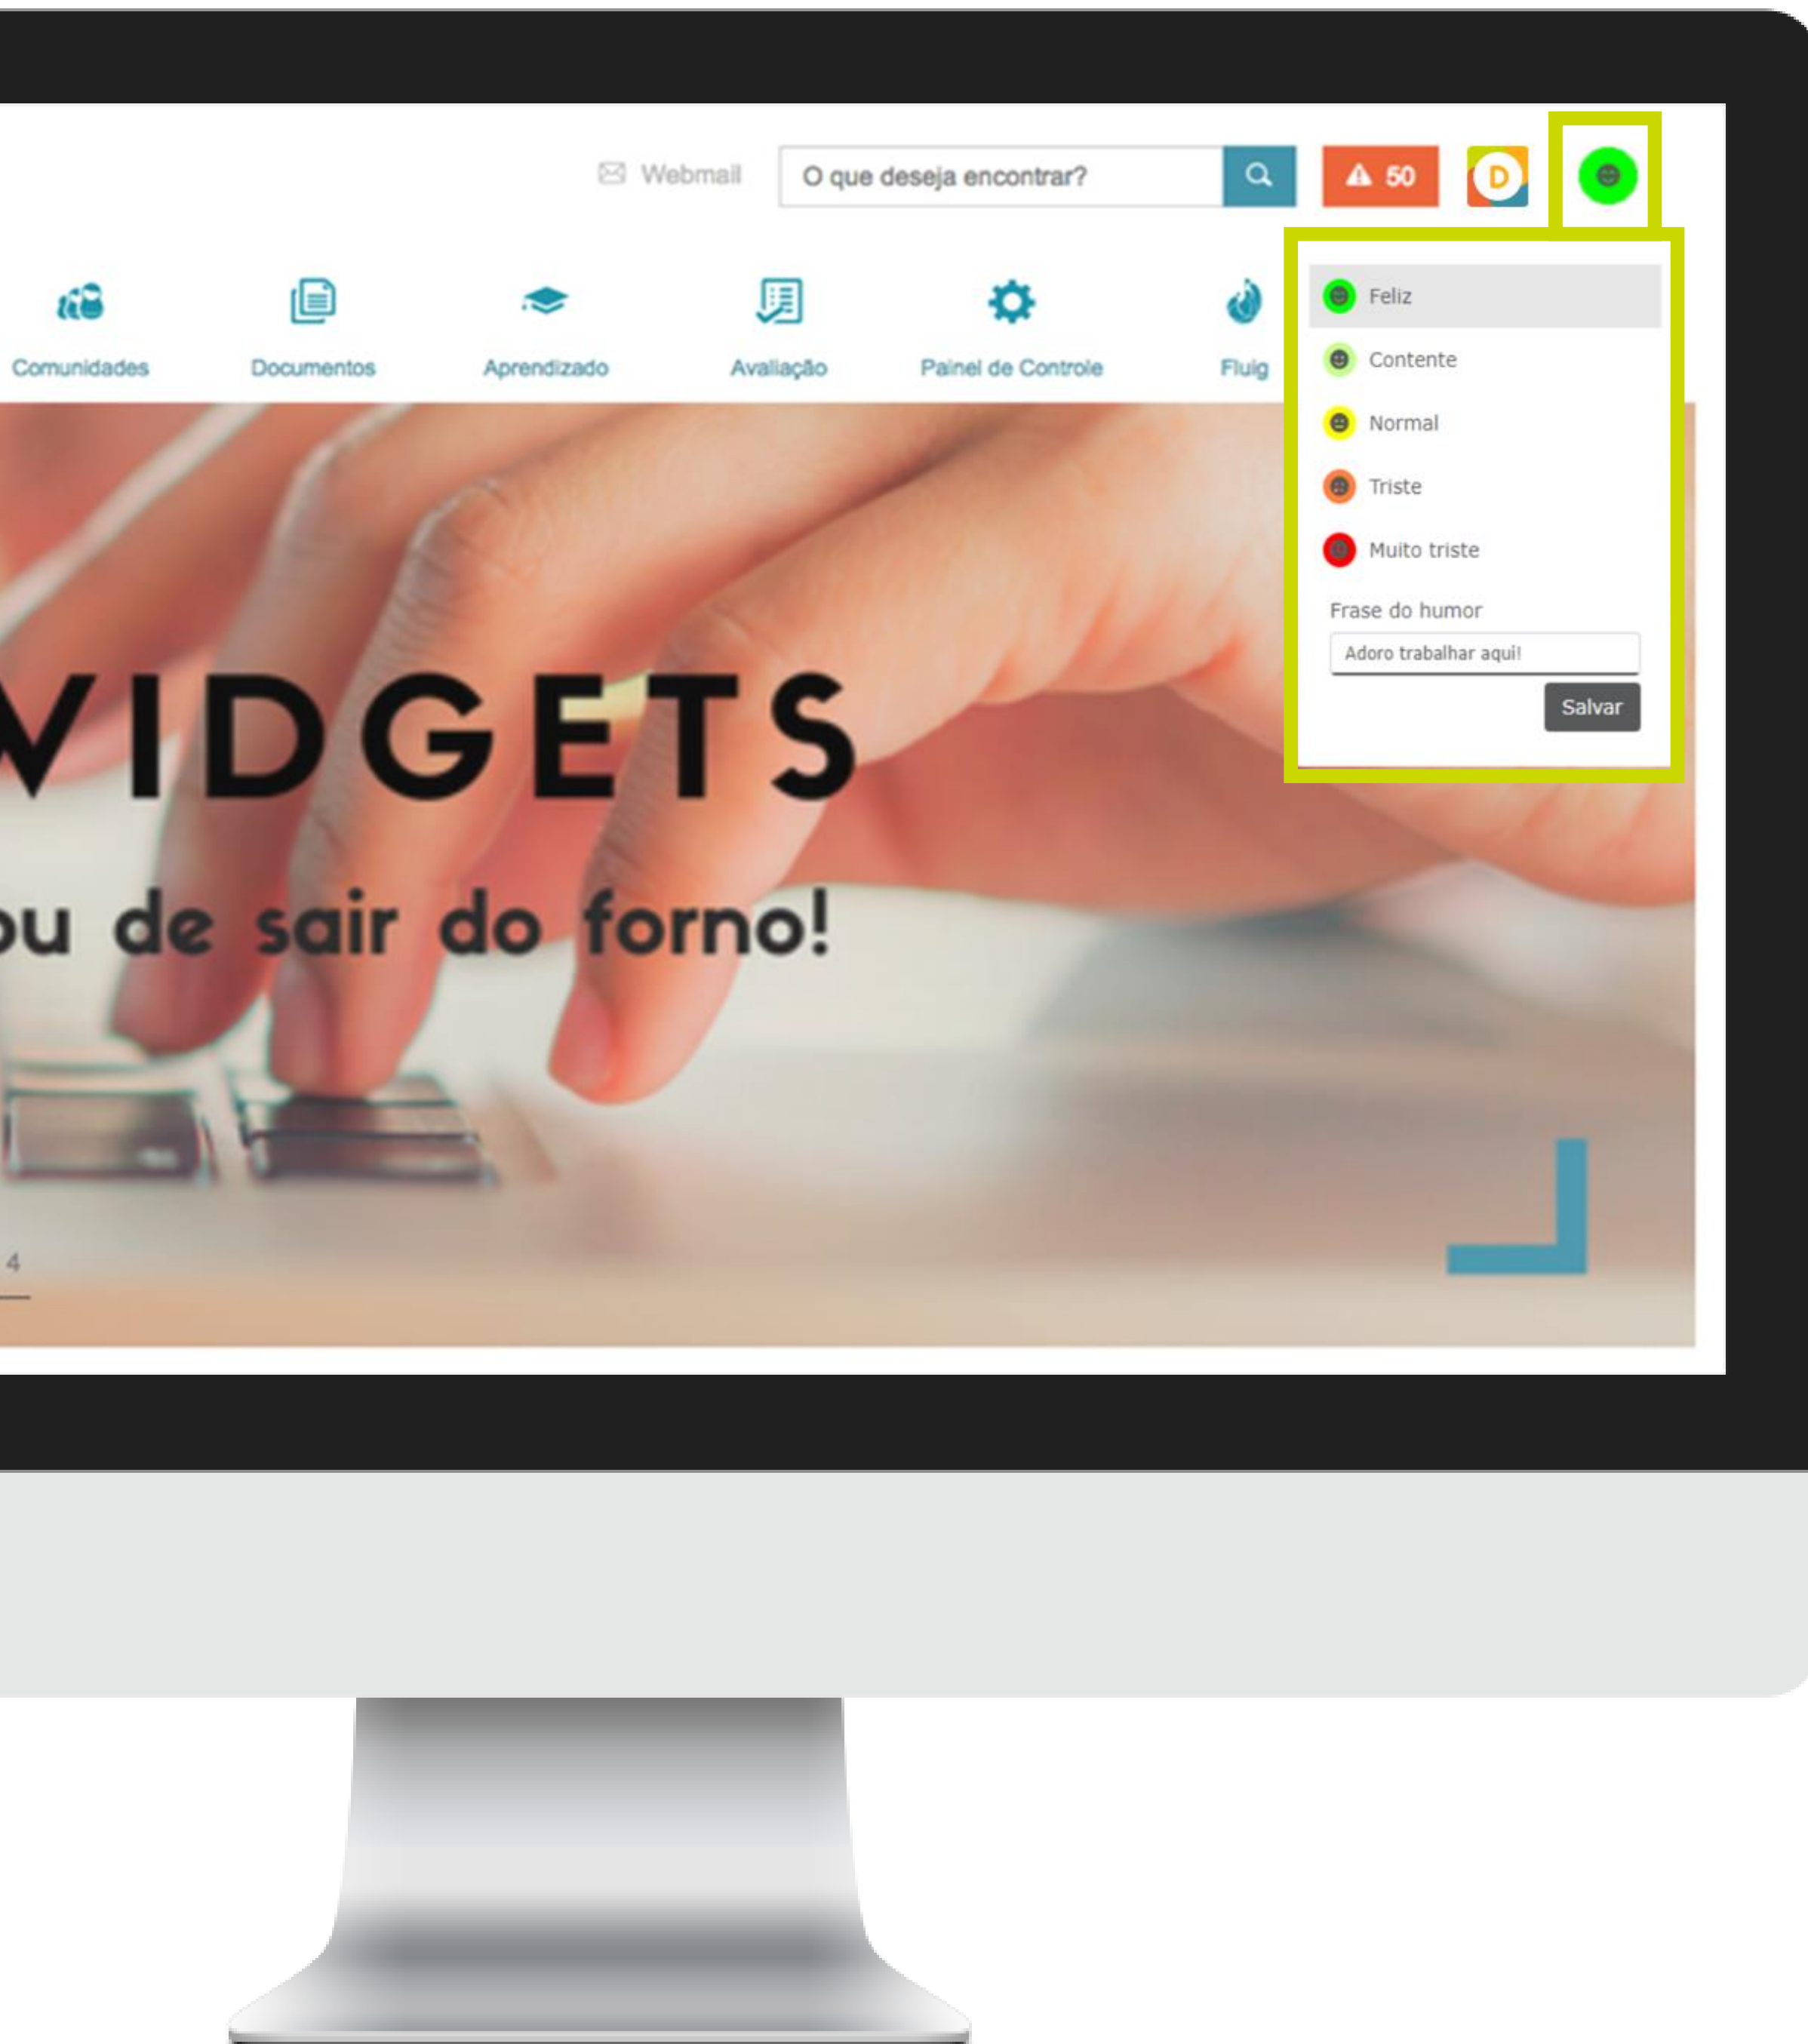 Webmail
O que deseja encontrar?
50
D
Comunidades
Documentos
Aprendizado
Avaliação
Painel de Controle
Fluig
Feliz
Contente
Normal
Triste
Muito triste
Frase do humor
Adoro trabalhar aqui!
Salvar
VIDGETS
ou de sair do forno!
4